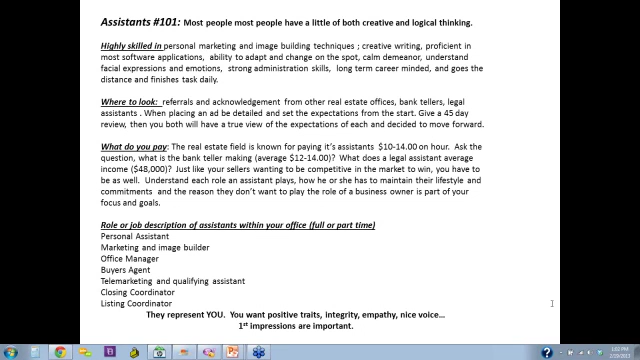 Assistants #101: Most people most people have a little of both creative and logical thinking.
Highly skilled in personal marketing and image building techniques ; creative writing, proficient in
most software applications, ability to adapt and change on the spot, calm demeanor, understand
facial expressions and emotions, strong administration skills, long term career minded, and goes the
distance and finishes task daily.
Where to look: referrals and acknowledgement from other real estate offices, bank tellers, legal
assistants . When placing an ad be detailed and set the expectations from the start. Give a 45 day
review, then you both will have a true view of the expectations of each and decided to move forward.
What do you pay: The real estate field is known for paying it's assistants $10-14.00 on hour. Ask the
question, what is the bank teller making (average $12-14.00)? What does a legal assistant average
income ($48,000)? Just like your sellers wanting to be competitive in the market to win, you have to
be as well. Understand each role an assistant plays, how he or she has to maintain their lifestyle and
commitments and the reason they don't want to play the role of a business owner is part of your
focus and goals.
Role or job description of assistants within your office (full or part time)
Personal Assistant
Marketing and image builder
Office Manager
Buyers Agent
Telemarketing and qualifying assistant
Closing Coordinator
Listing Coordinator
They represent YOU. You want positive traits, integrity, empathy, nice voice…
1st impressions are important.